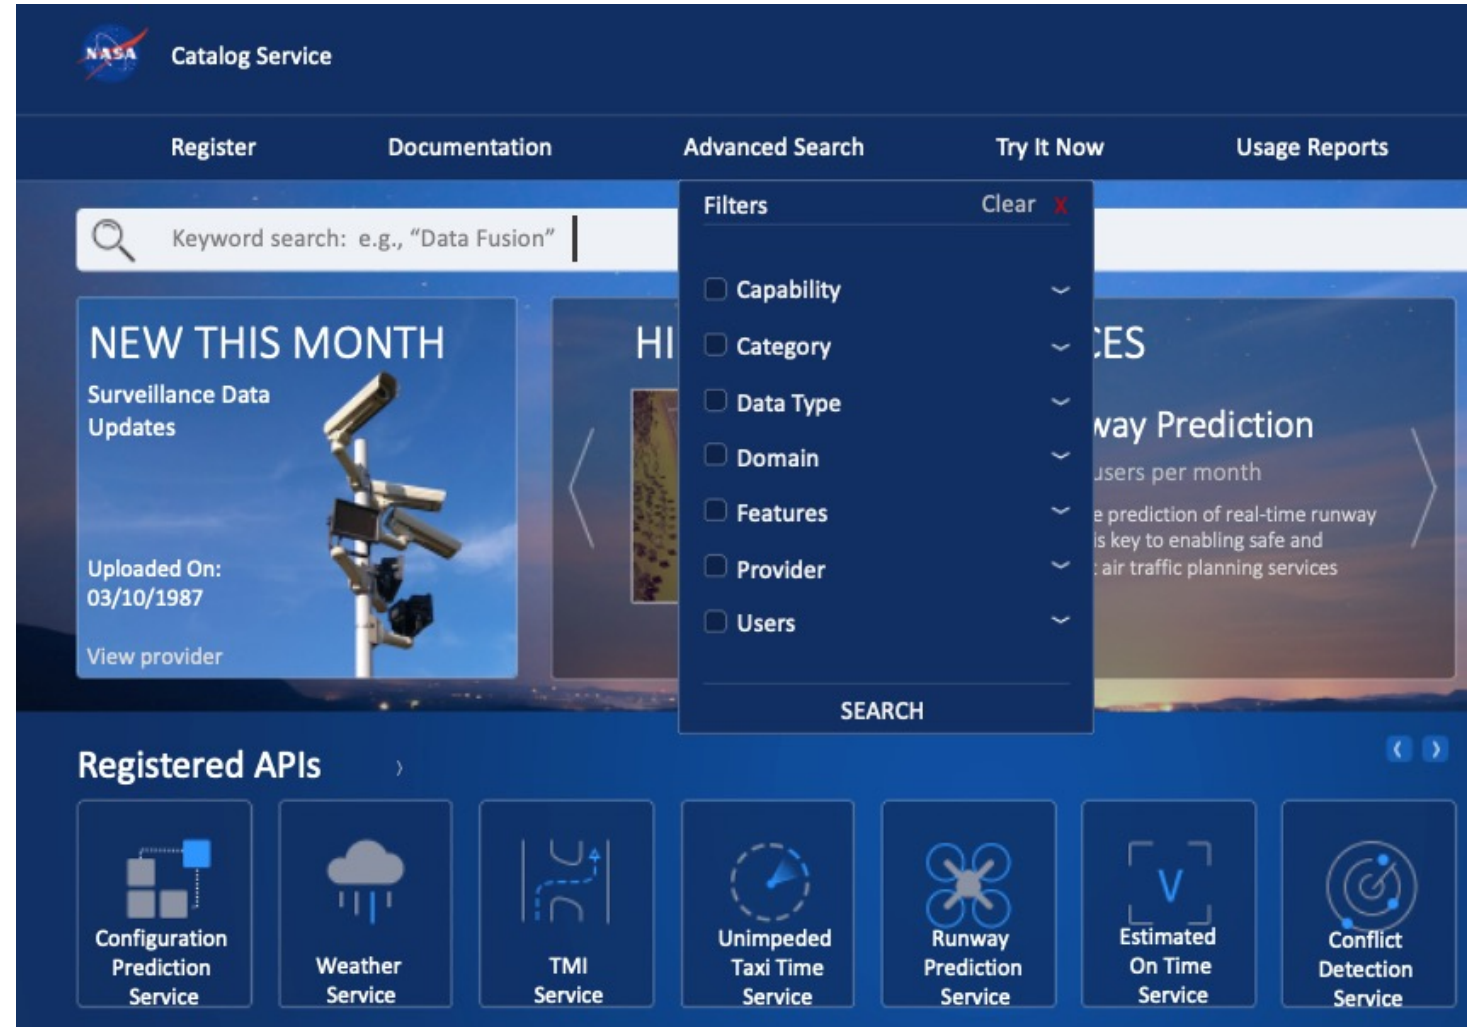 NASA
Catalog Service
Register
Documentation
Advanced Search
Try It Now
Usage Reports
Keyword search: e.g., “Data Fusion”
Filters
Clear X
Capability
Category
Data Type
Domain
Features
Provider
Users
SEARCH
NEW THIS MONTH
Surveillance Data
Updates
Uploaded On:
03/10/1987
View provider
HI
CES
way Prediction
users per month
e prediction of real-time runway
is key to enabling safe and
air traffic planning services
Registered APIs
Configuration
Prediction
Service
Weather
Service
TMI
Service
Unimpeded
Taxi Time
Service
Runway
Prediction
Service
V
Estimated
On Time
Service
Conflict
Detection
Service